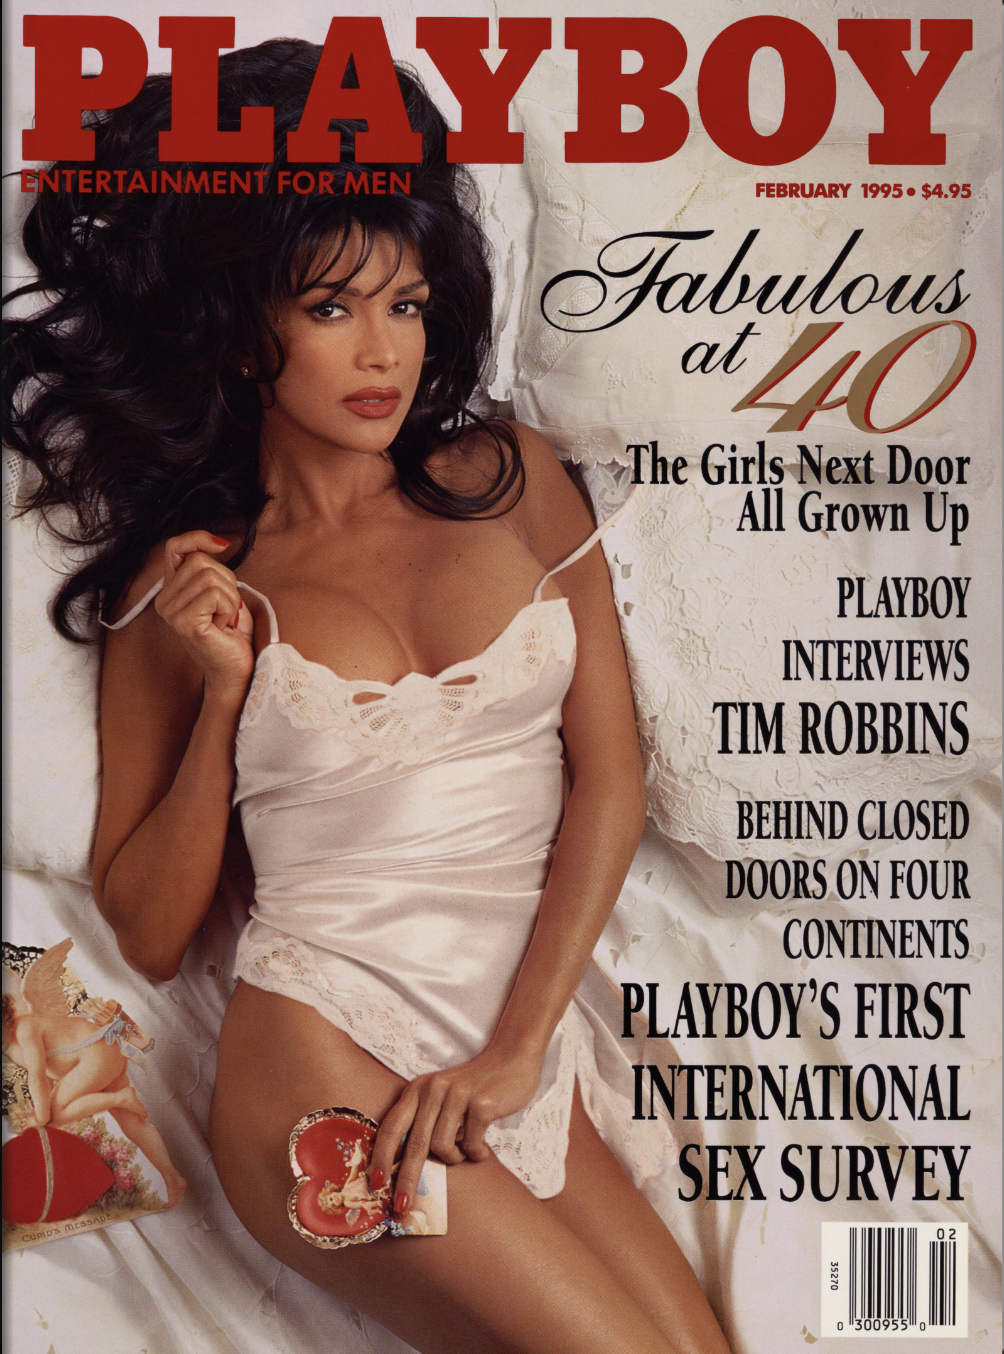 PLAYBOY
ENTERTAINMENT FOR MEN
FEBRUARY 1995 • $4.95
Fabulous
at 40
The Girls Next Door
All Grown Up
PLAYBOY
INTERVIEWS
TIM ROBBINS
BEHIND CLOSED
DOORS ON FOUR
CONTINENTS
PLAYBOY'S FIRST
INTERNATIONAL
SEX SURVEY
CUPID'S MESSAGE
02
35270
0 300955 0